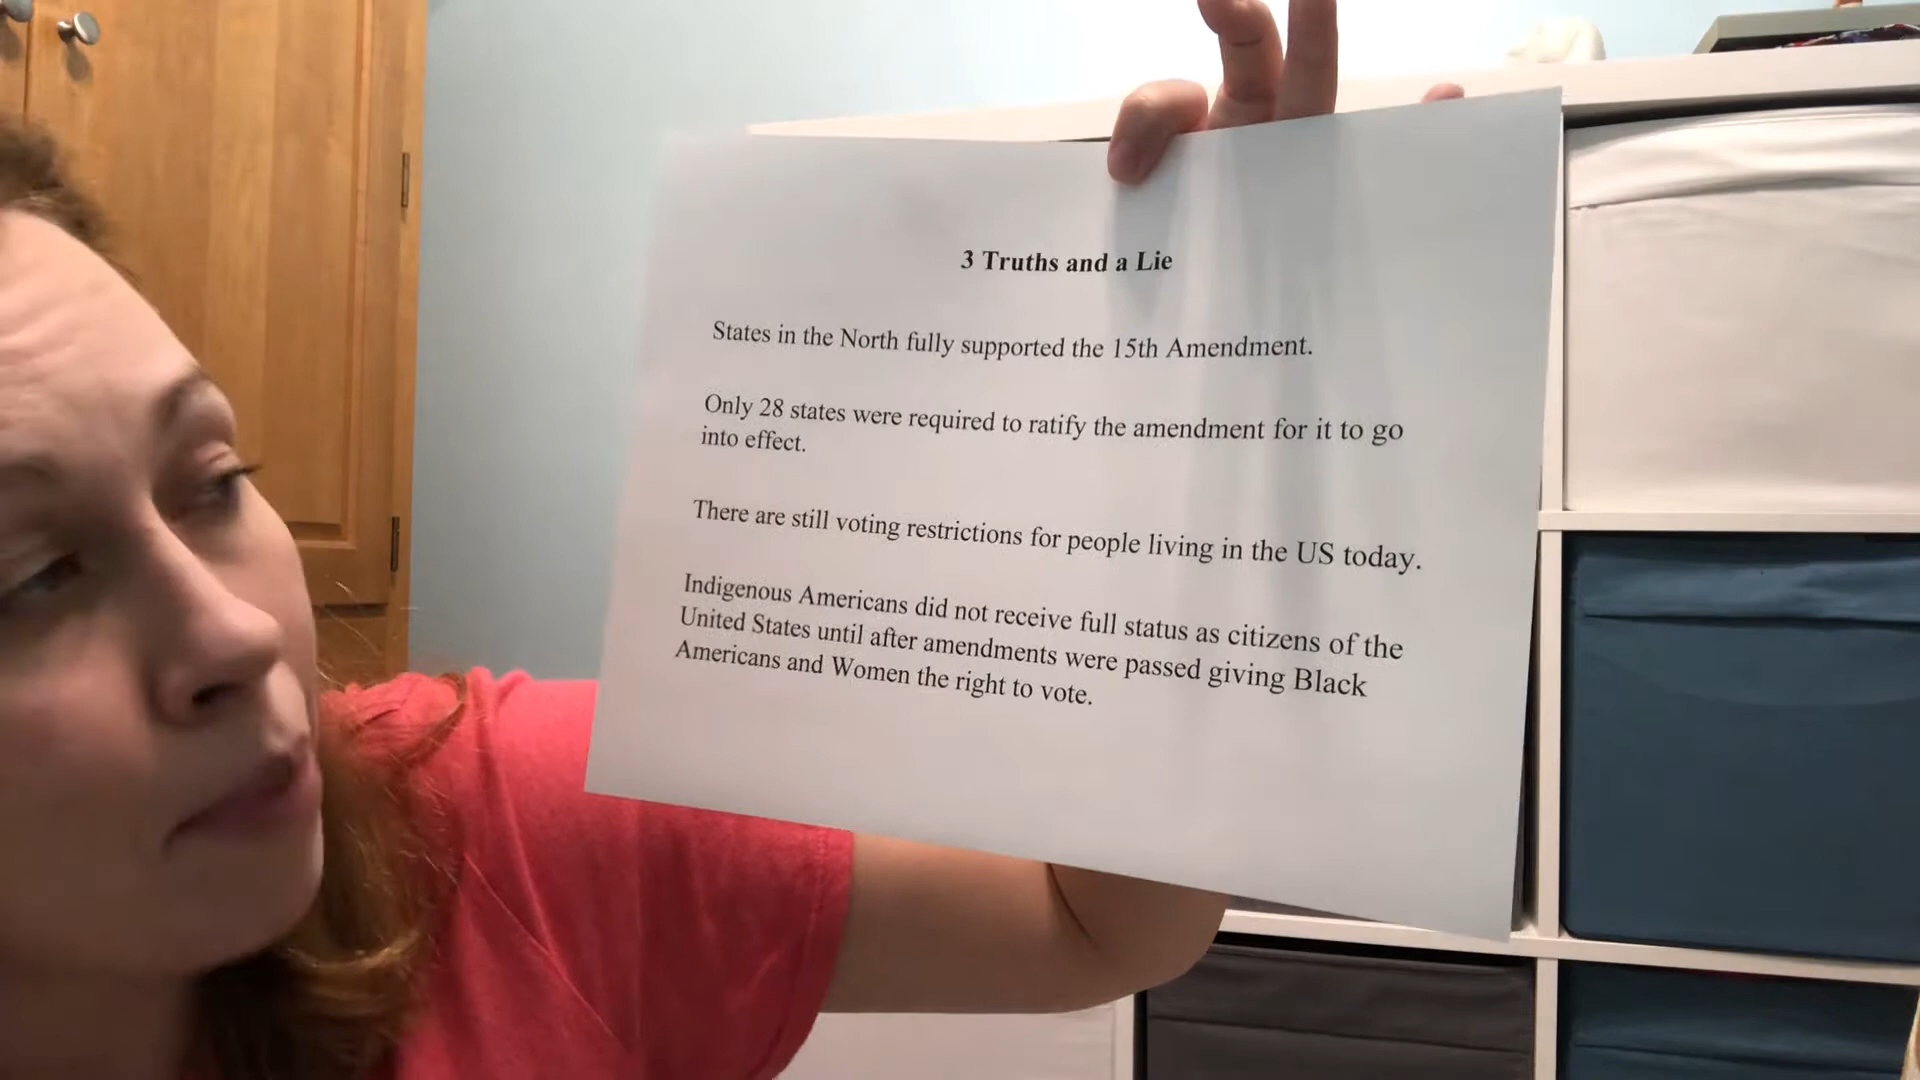 3 Truths and a Lie
States in the North fully supported the 15th Amendment.
Only 28 states were required to ratify the amendment for it to go
into effect.
There are still voting restrictions for people living in the US today.
Indigenous Americans did not receive full status as citizens of the
United States until after amendments were passed giving Black
Americans and Women the right to vote.